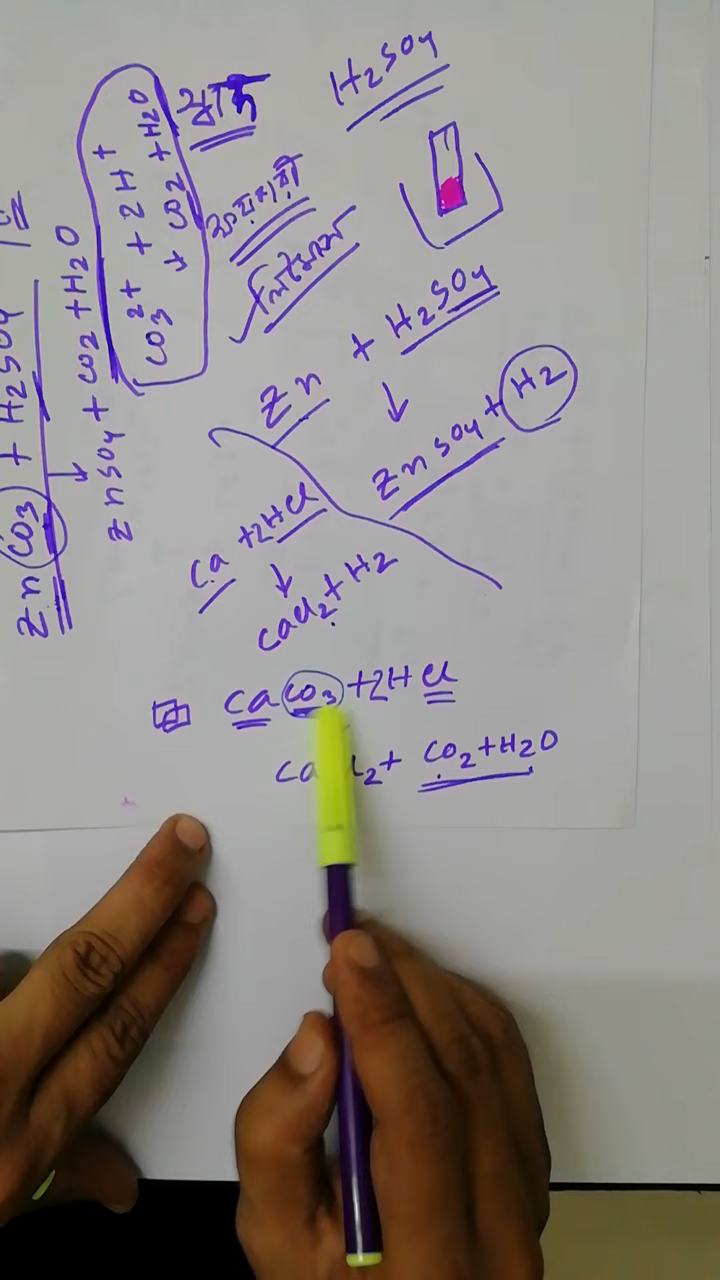 H2SO4
CO3 2+ + 2H+
↓ CO2 + H2O
ZnCO3 + H2SO4
↓
ZnSO4 + CO2 + H2O
লিটমাস
Zn + H2SO4
↓
ZnSO4 + H2
Ca + 2HCl
↓
CaCl2 + H2
CaCO3 + 2HCl
CO2 + H2O